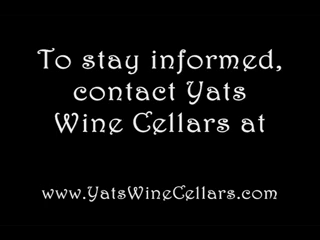 To stay informed,
contact Yats
Wine Cellars at
www.YatsWineCellars.com